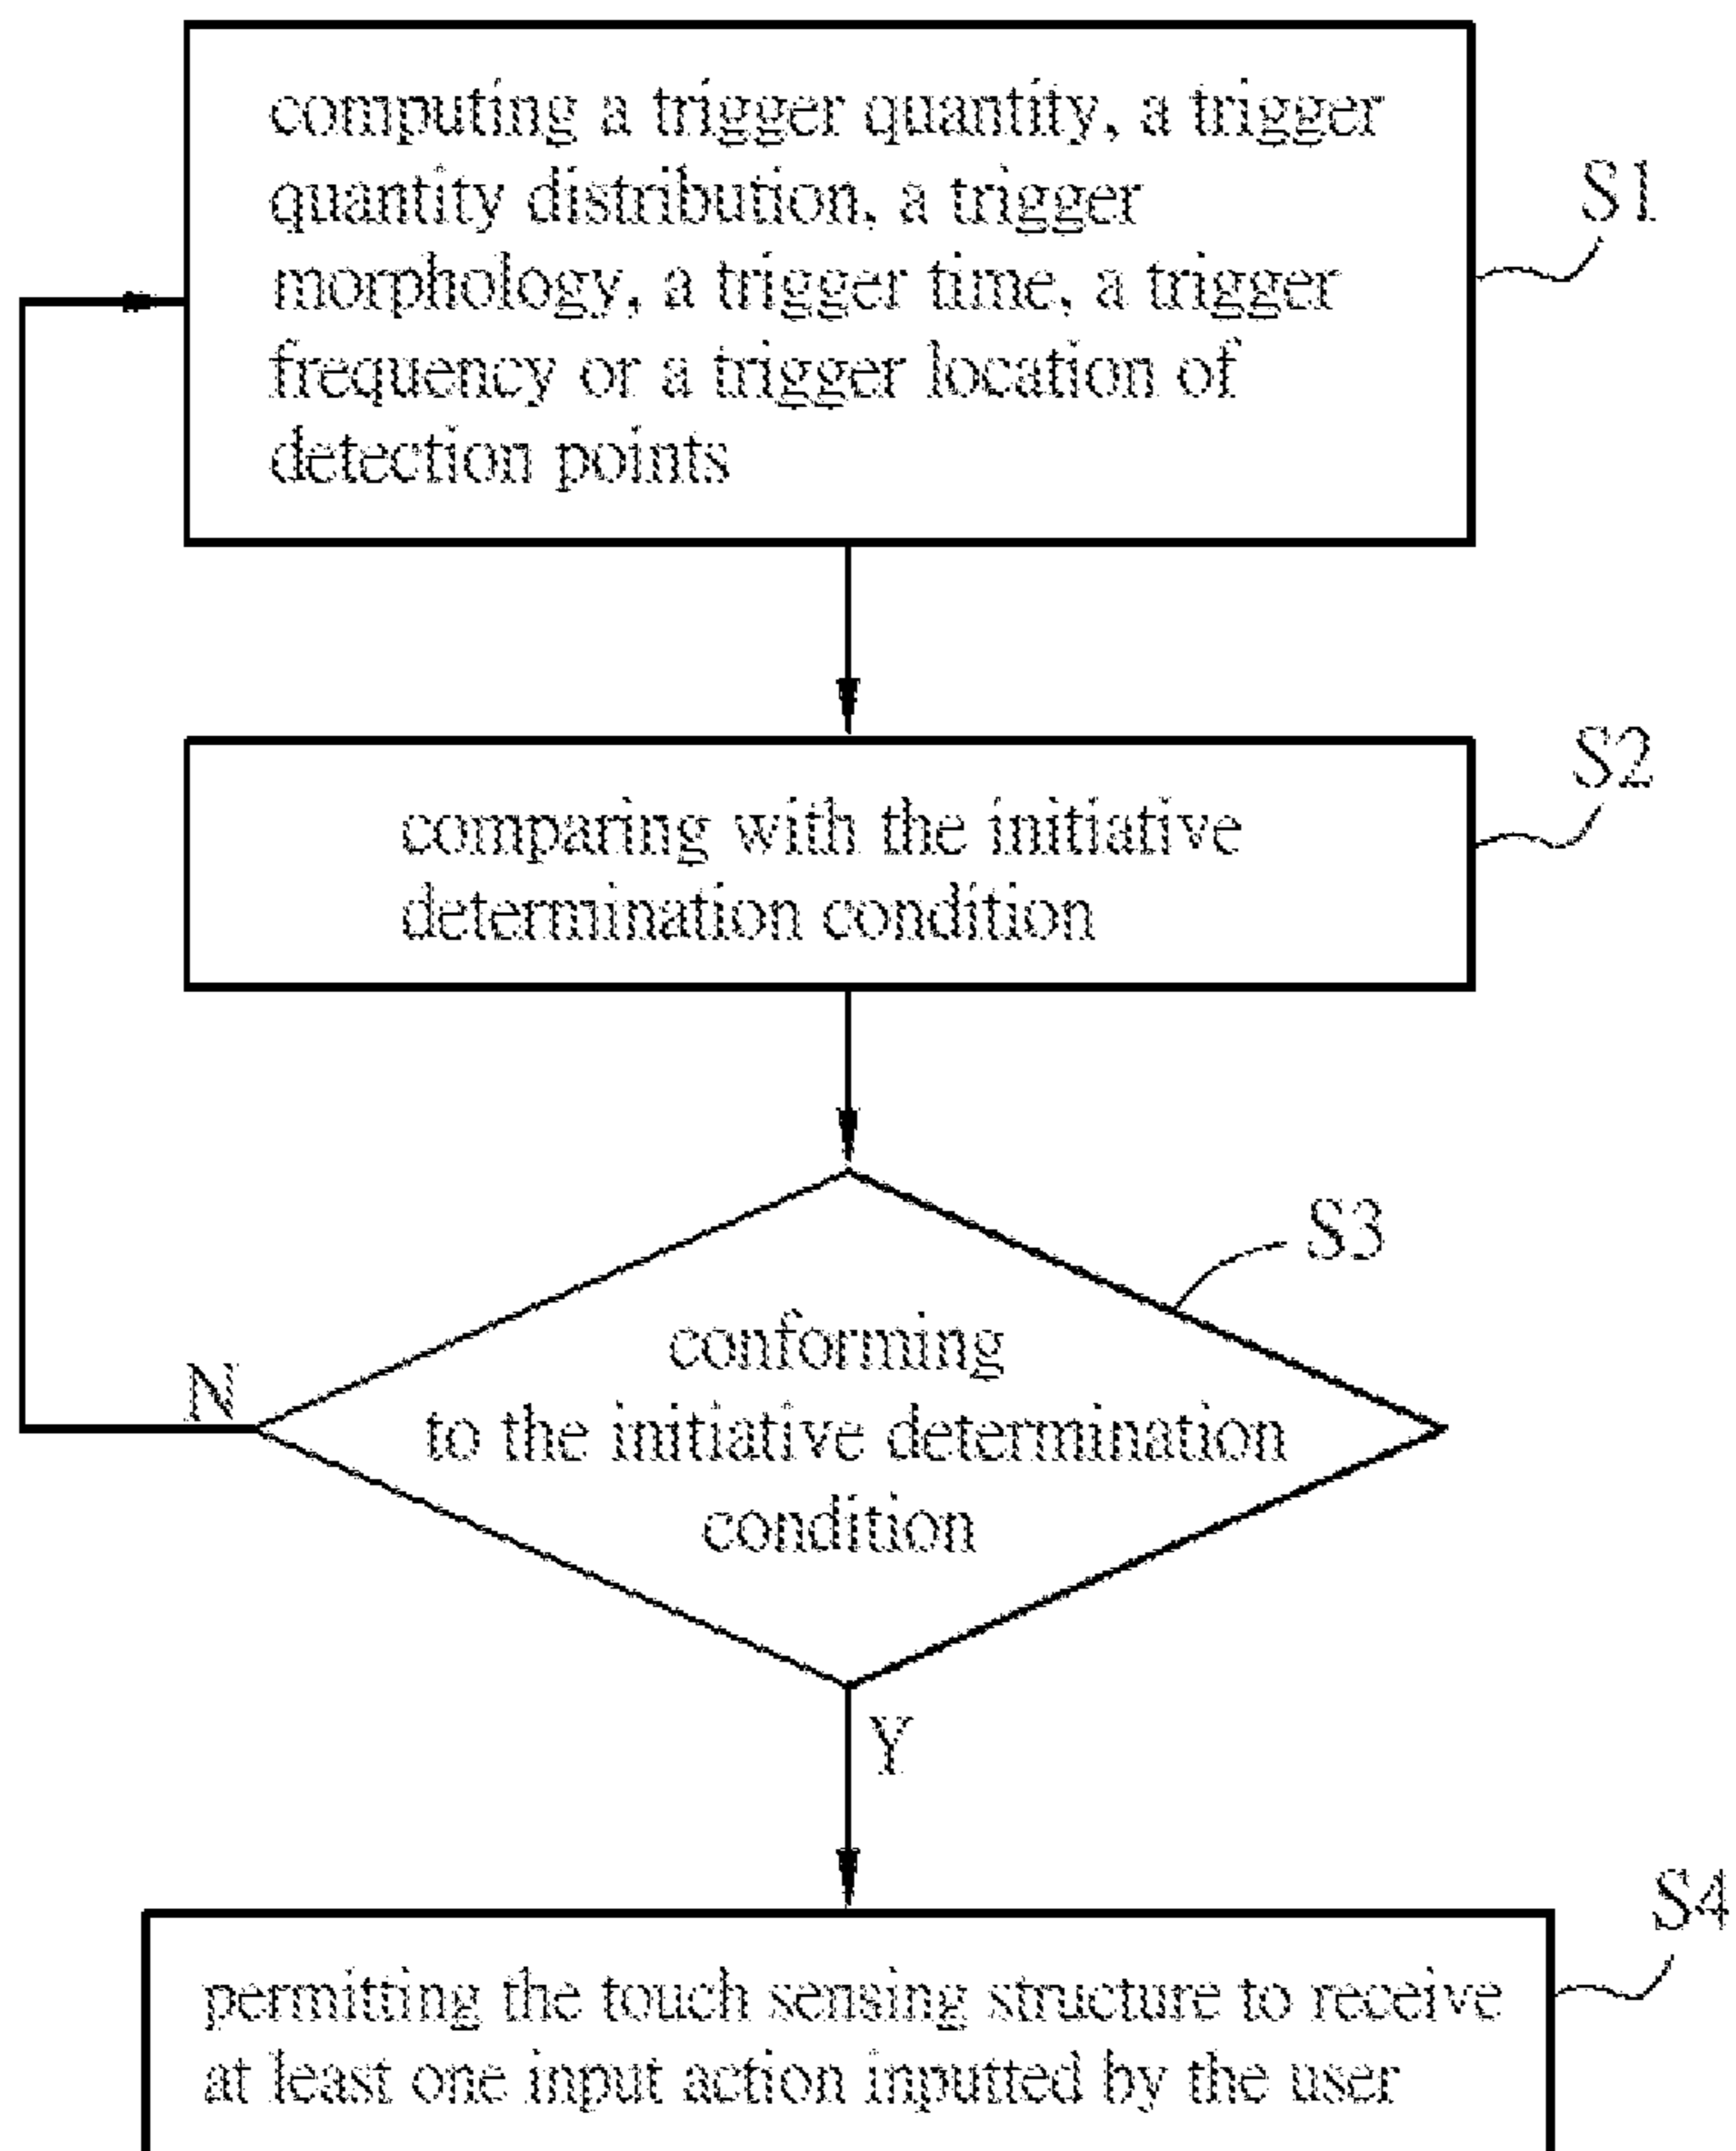 computing a trigger quantity, a trigger
quantity distribution, a trigger
morphology, a trigger time, a trigger
frequency or a trigger location of
detection points
S1
comparing with the initiative
determination condition
S2
S3
conforming
to the initiative determination
condition
N
Y
S4
permitting the touch sensing structure to receive
at least one input action inputted by the user